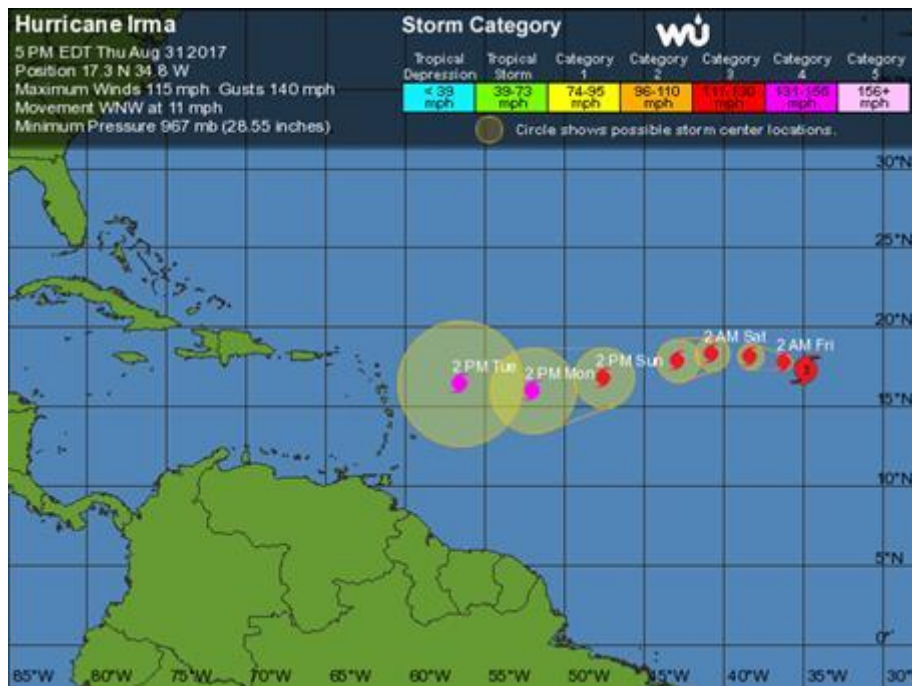 Hurricane Irma
5 PM EDT Thu Aug 31 2017
Position 17.3 N 34.8 W
Maximum Winds 115 mph Gusts 140 mph
Movement WNW at 11 mph
Minimum Pressure 967 mb (28.55 inches)
Storm Category
wu
Tropical Depression
Tropical Storm
Category 1
Category 2
Category 3
Category 4
Category 5
< 39 mph
39-73 mph
74-95 mph
96-110 mph
111-130 mph
131-155 mph
156+ mph
Circle shows possible storm center locations.
30°N
25°N
20°N
2 PM Tue
2 PM Mon
2 PM Sun
2 AM Sat
2 AM Fri
3
15°N
10°N
5°N
0°
85°W 80°W 75°W 70°W 65°W 60°W 55°W 50°W 45°W 40°W 35°W 30°